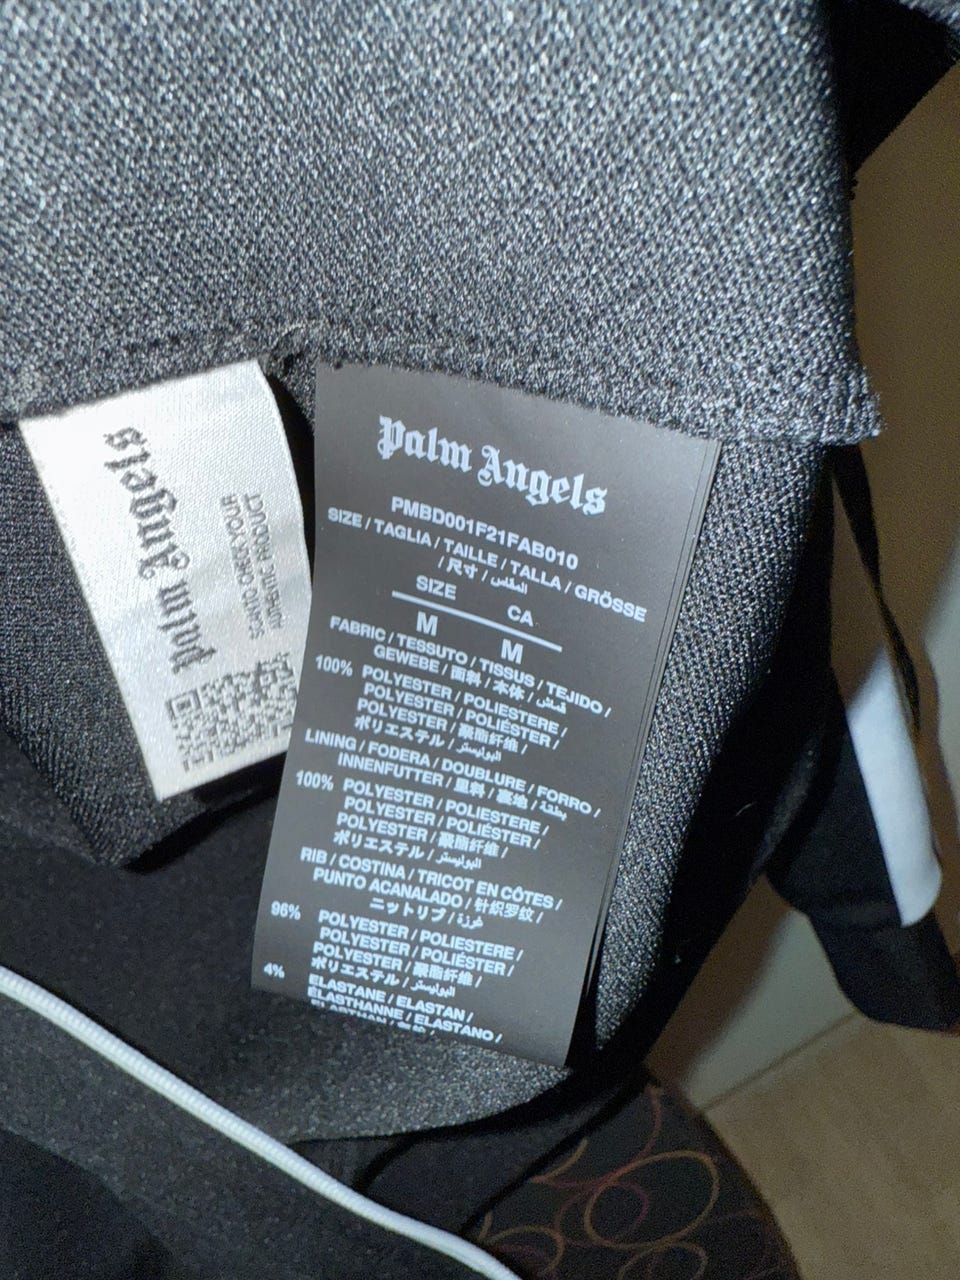 Palm Angels
SCAN TO CHECK YOUR
AUTHENTIC PRODUCT
Palm Angels
PMBD001F21FAB010
SIZE / TAGLIA / TAILLE / TALLA / GRÖSSE
/ 尺寸 / المقاس
SIZE CA
M M
FABRIC / TESSUTO / TISSUS / TEJIDO /
GEWEBE / 面料 / 本体 / قماش /
100% POLYESTER / POLIESTERE /
POLYESTER / POLIÉSTER /
POLYESTER / 聚酯纤维 /
ポリエステル / البوليستر
LINING / FODERA / DOUBLURE / FORRO /
INNENFUTTER / 里料 / 裏地 / بطانة /
100% POLYESTER / POLIESTERE /
POLYESTER / POLIÉSTER /
POLYESTER / 聚酯纤维 /
ポリエステル / البوليستر
RIB / COSTINA / TRICOT EN CÔTES /
PUNTO ACANALADO / 针织罗纹 /
ニットリブ / غرزة /
96% POLYESTER / POLIESTERE /
POLYESTER / POLIÉSTER /
POLYESTER / 聚酯纤维 /
ポリエステル / البوليستر
4% ELASTANE / ELASTAN /
ÉLASTHANNE / ELASTANO /